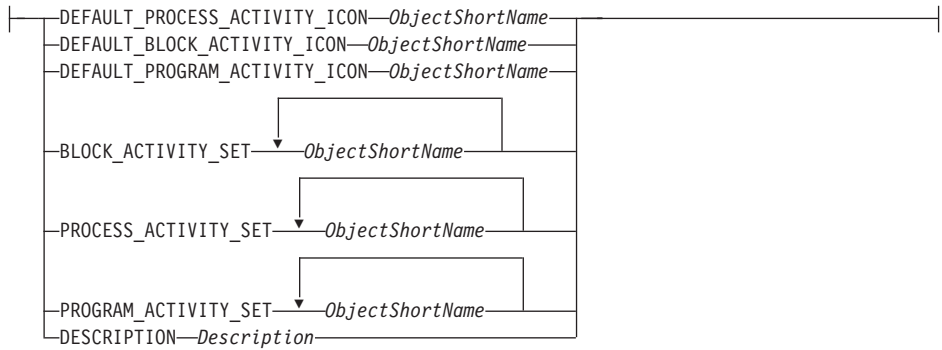 DEFAULT_PROCESS_ACTIVITY_ICON ObjectShortName
DEFAULT_BLOCK_ACTIVITY_ICON ObjectShortName
DEFAULT_PROGRAM_ACTIVITY_ICON ObjectShortName
BLOCK_ACTIVITY_SET ObjectShortName
PROCESS_ACTIVITY_SET ObjectShortName
PROGRAM_ACTIVITY_SET ObjectShortName
DESCRIPTION Description